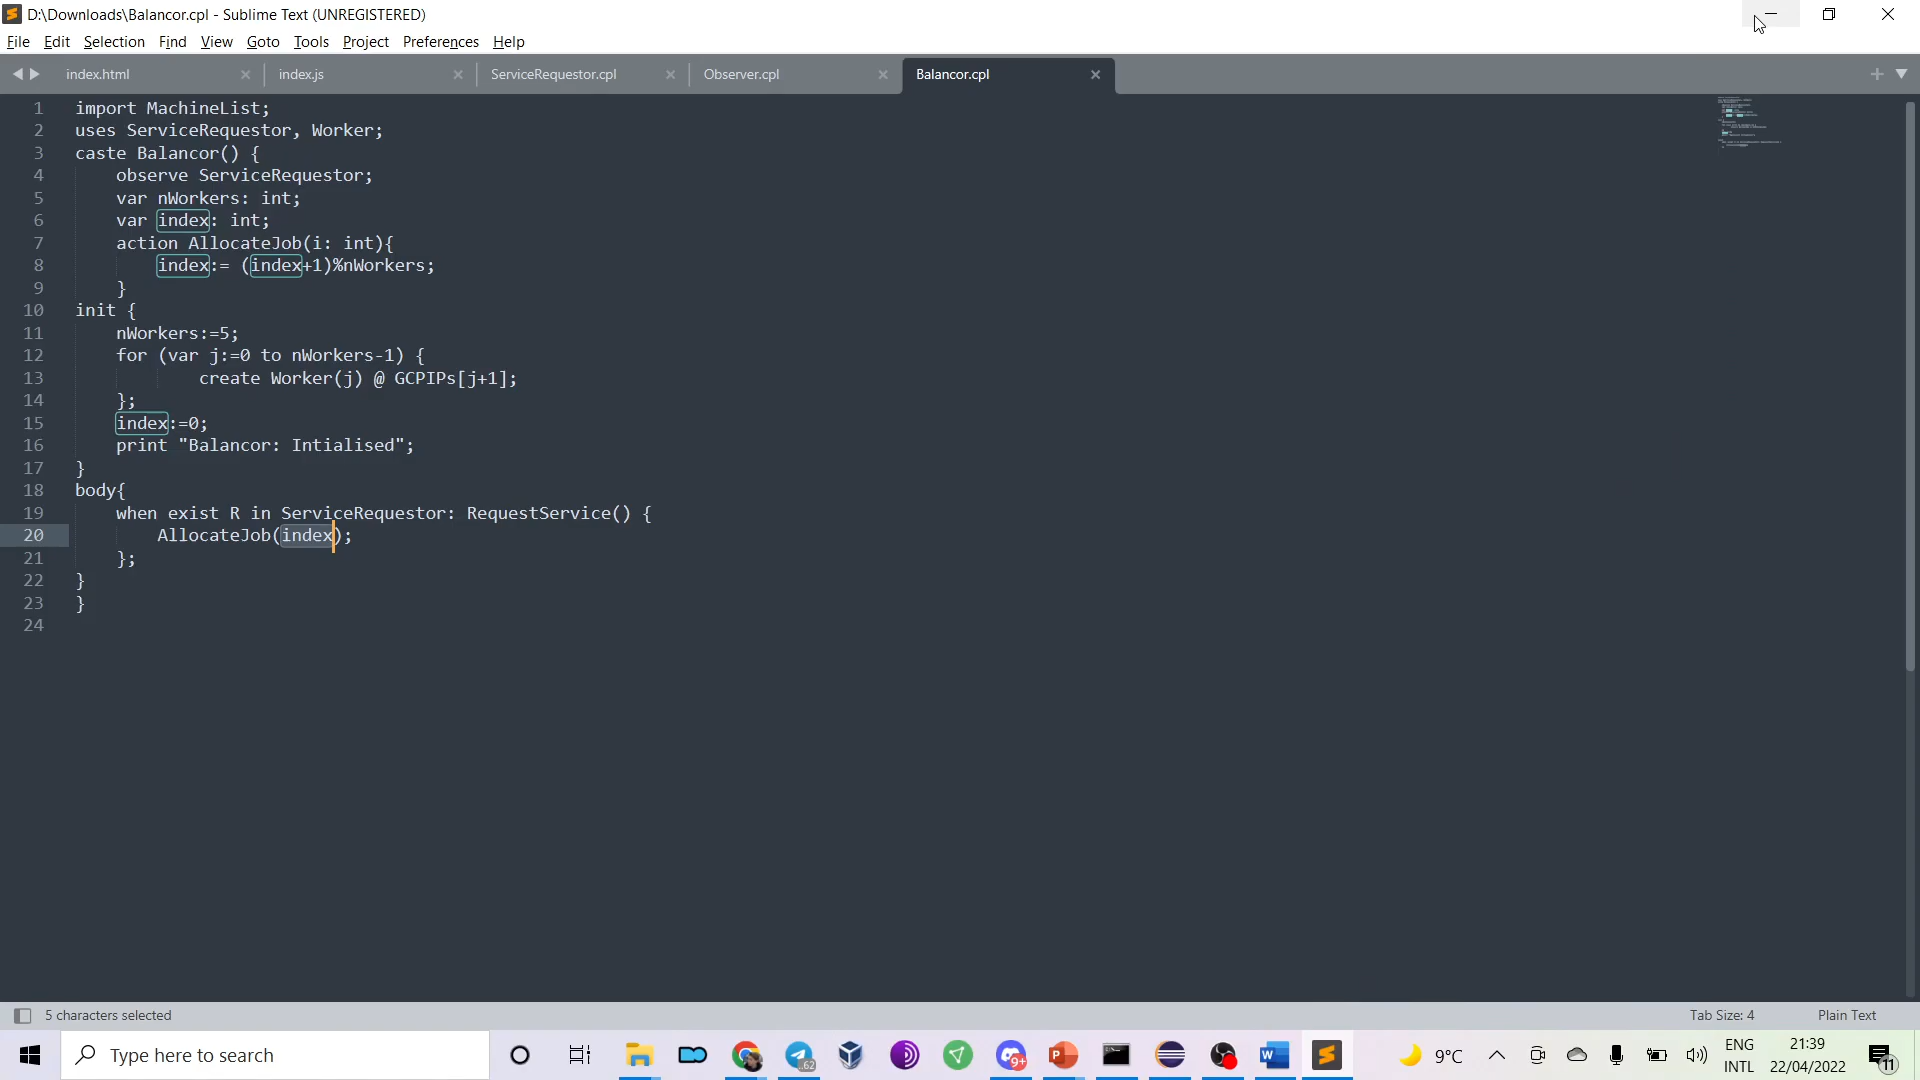 D:\Downloads\Balancor.cpl - Sublime Text (UNREGISTERED)
File Edit Selection Find View Goto Tools Project Preferences Help
index.html index.js ServiceRequestor.cpl Observer.cpl Balancor.cpl
1 import MachineList;
2 uses ServiceRequestor, Worker;
3 caste Balancor() {
4 observe ServiceRequestor;
5 var nWorkers: int;
6 var index: int;
7 action AllocateJob(i: int){
8 index:= (index+1)%nWorkers;
9 }
10 init {
11 nWorkers:=5;
12 for (var j:=0 to nWorkers-1) {
13 create Worker(j) @ GCPIPs[j+1];
14 };
15 index:=0;
16 print "Balancor: Intialised";
17 }
18 body{
19 when exist R in ServiceRequestor: RequestService() {
20 AllocateJob(index);
21 };
22 }
23 }
24
5 characters selected Tab Size: 4 Plain Text
Type here to search 62 9+ 9°C ENG 21:39
INTL 22/04/2022 11